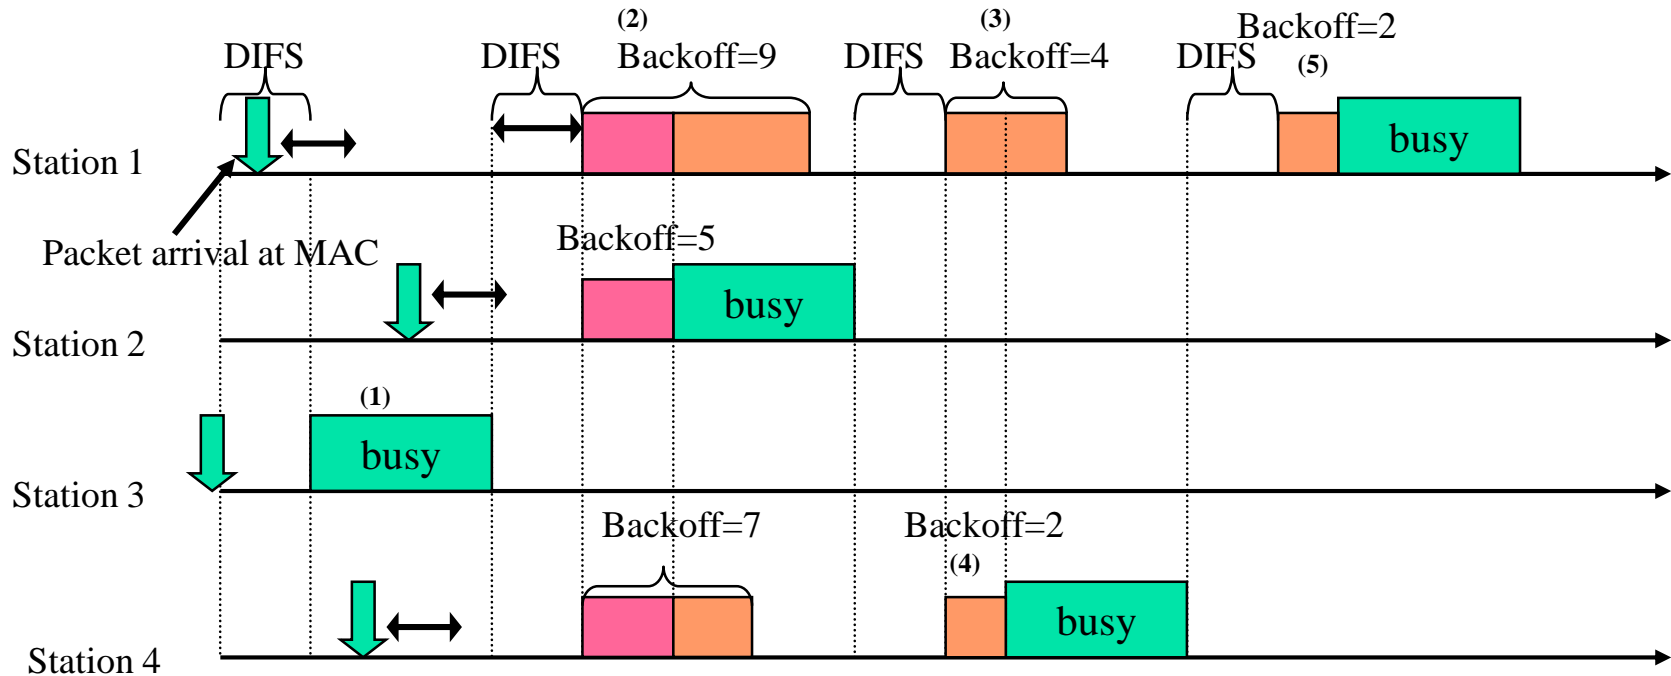 (2)
(3)
Backoff=2
DIFS
DIFS
Backoff=9
DIFS
Backoff=4
DIFS
(5)
Station 1
busy
Packet arrival at MAC
Backoff=5
busy
Station 2
(1)
busy
Station 3
Backoff=7
Backoff=2
(4)
busy
Station 4